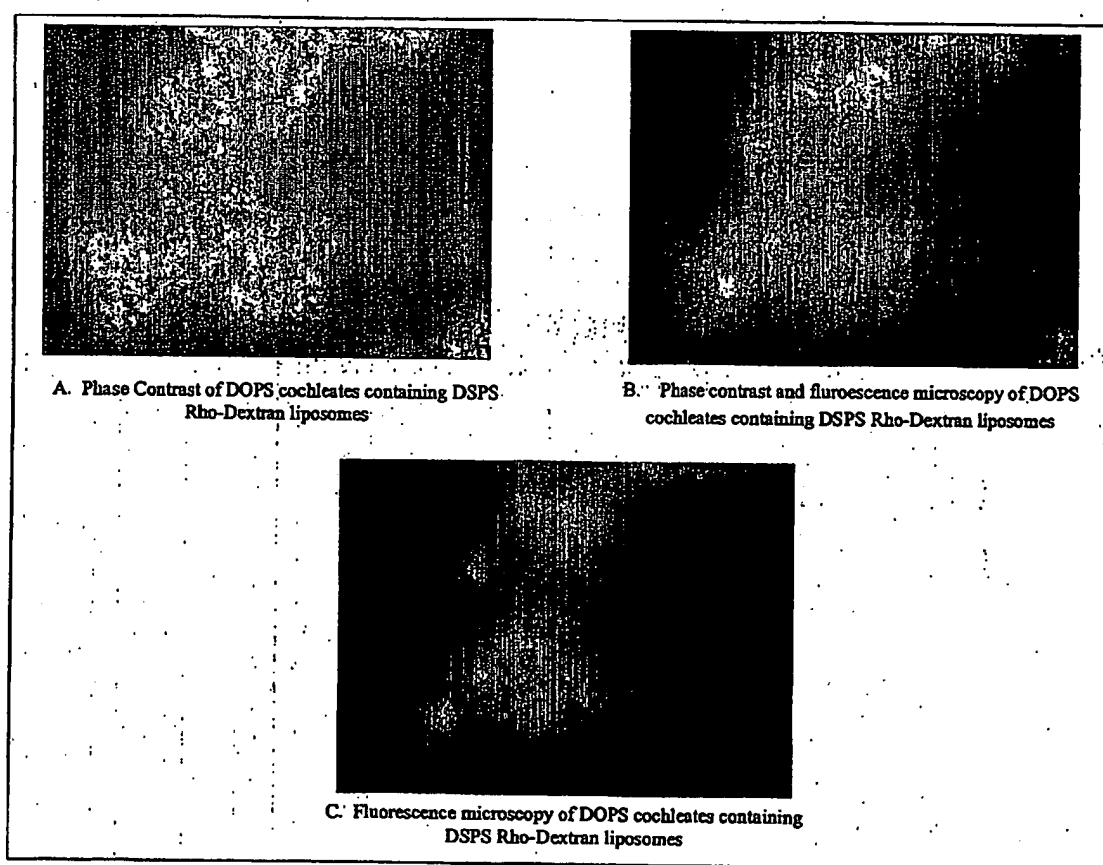 A. Phase Contrast of DOPS cochleates containing DSPS
Rho-Dextran liposomes
B. Phase contrast and fluroescence microscopy of DOPS
cochleates containing DSPS Rho-Dextran liposomes
C. Fluorescence microscopy of DOPS cochleates containing
DSPS Rho-Dextran liposomes